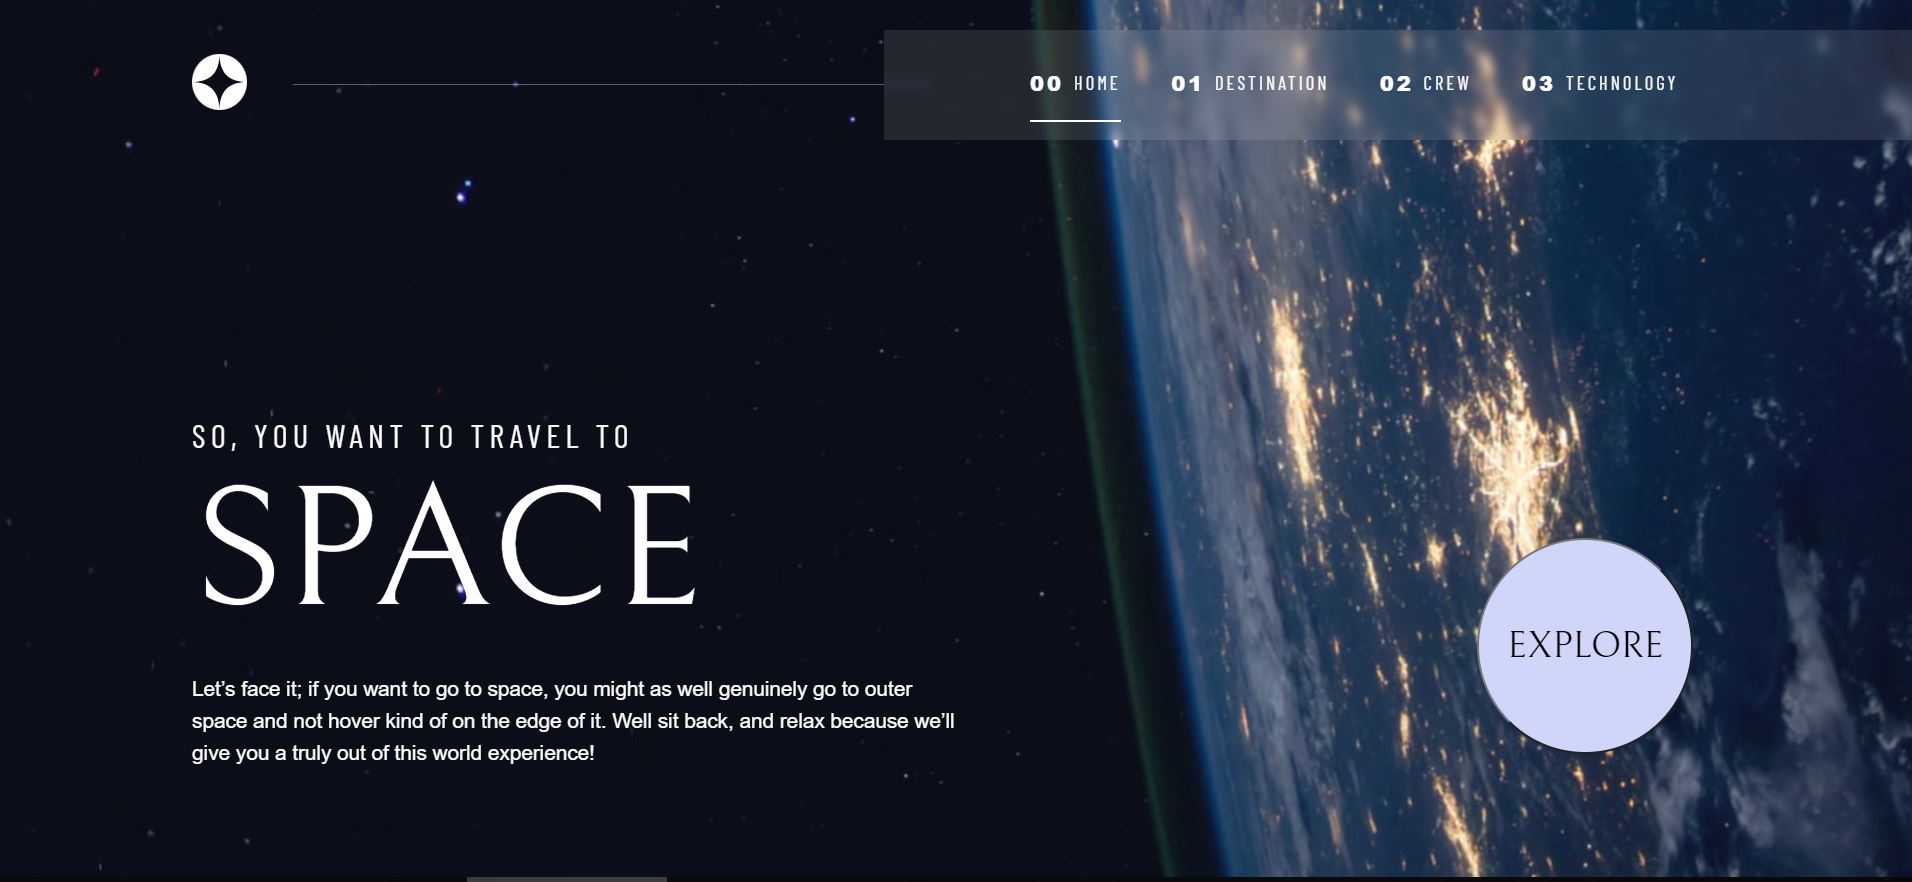 00 HOME 01 DESTINATION 02 CREW 03 TECHNOLOGY
SO, YOU WANT TO TRAVEL TO
SPACE
Let’s face it; if you want to go to space, you might as well genuinely go to outer
space and not hover kind of on the edge of it. Well sit back, and relax because we’ll
give you a truly out of this world experience!
EXPLORE